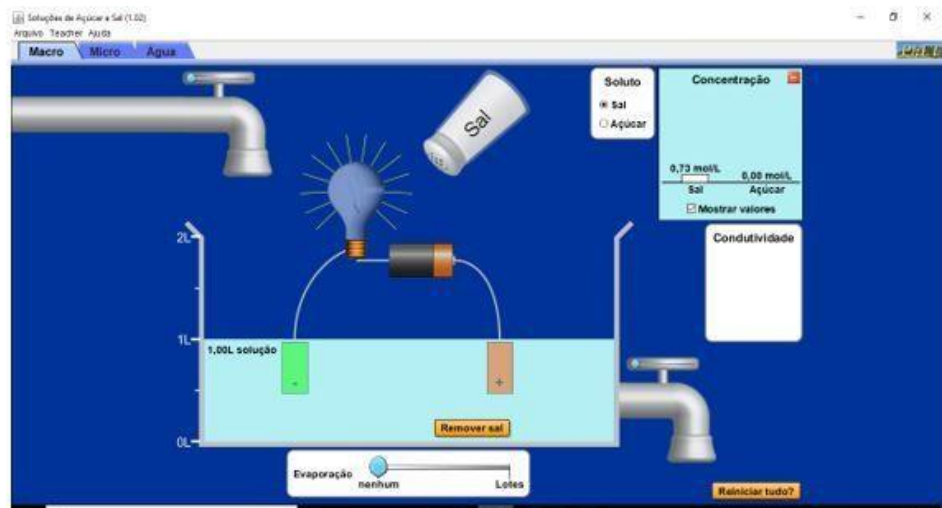 Soluções de Açúcar e Sal (1.02)
Arquivo Teacher Ajuda
Macro Micro Agua
Soluto
Sal
Açúcar
Concentração
0,73 mol/L 0,00 mol/L
Sal Açúcar
Mostrar valores
Condutividade
Sal
2L
1L
0L
1,00L solução
-
+
Remover sal
Evaporação
nenhum Lotes
Reiniciar tudo?